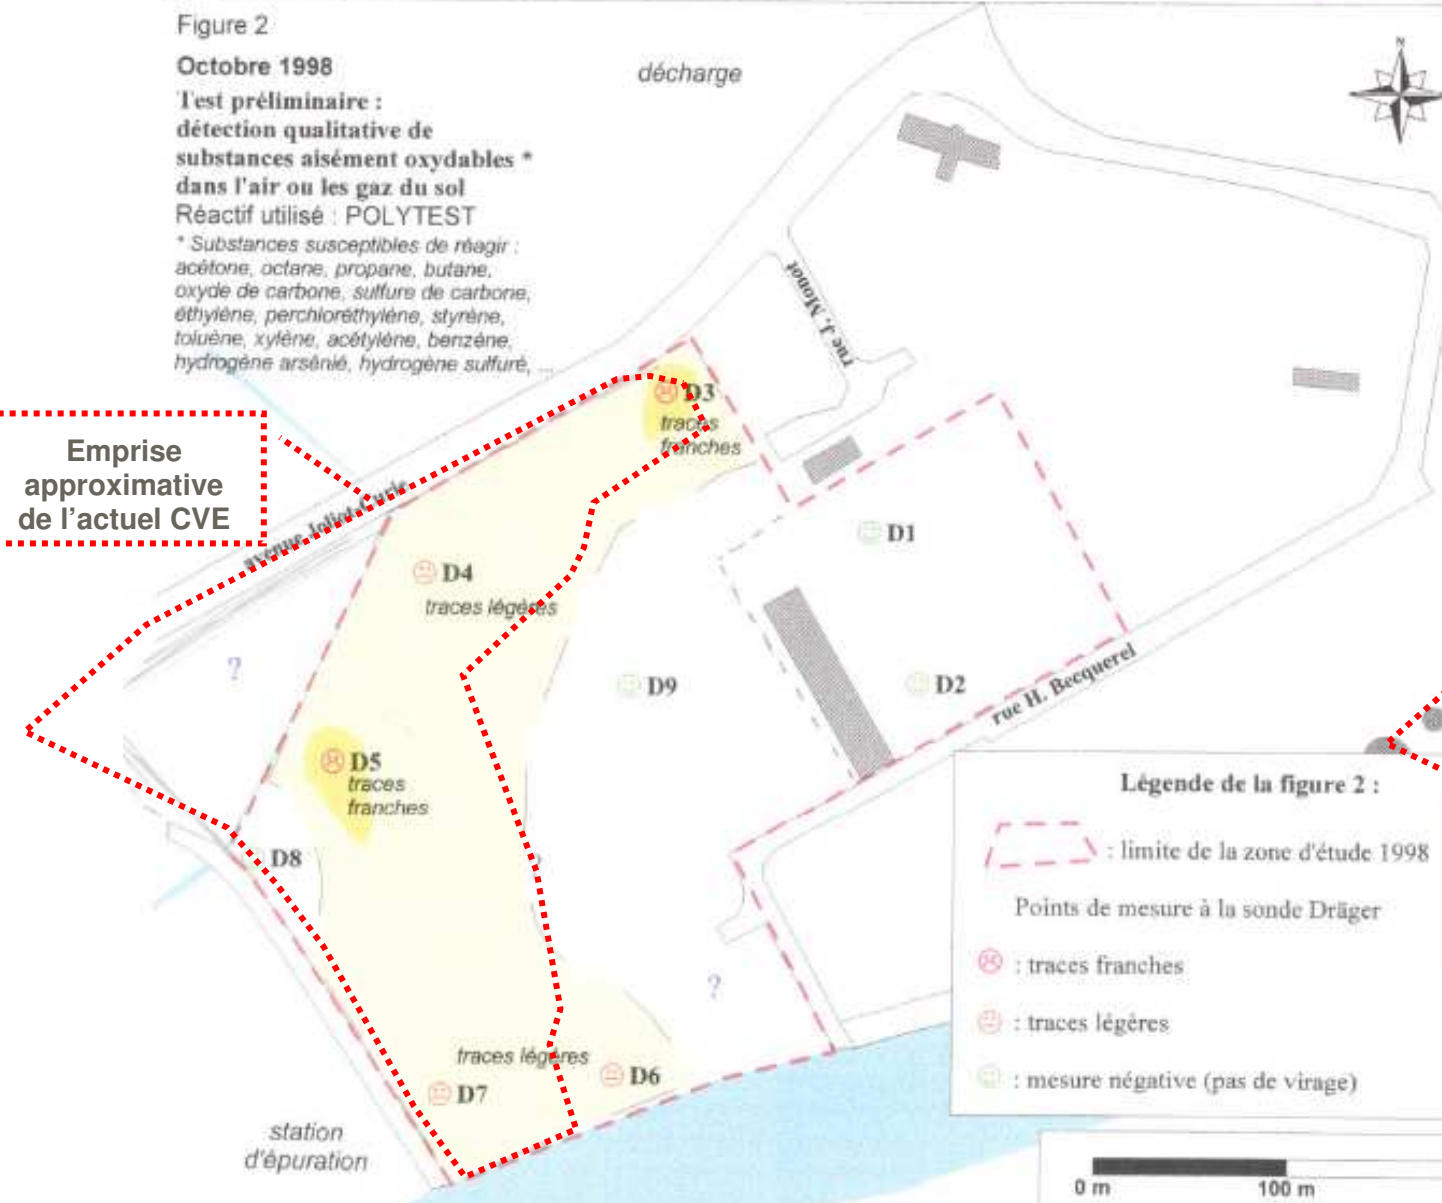 Figure 2
Octobre 1998
Test préliminaire :
détection qualitative de
substances aisément oxydables *
dans l'air ou les gaz du sol
Réactif utilisé : POLYTEST
* Substances susceptibles de réagir :
acétone, octane, propane, butane,
oxyde de carbone, sulfure de carbone,
éthylène, perchloréthylène, styrène,
toluène, xylène, acétylène, benzène,
hydrogène arsénié, hydrogène sulfuré, ...
décharge
N
rue J. Monot
Emprise
approximative
de l'actuel CVE
avenue Joliot-Curie
D3
traces
franches
D1
D4
traces légères
?
D9
D2
rue H. Becquerel
D5
traces
franches
D8
?
?
traces légères
D6
D7
station
d'épuration
Légende de la figure 2 :
: limite de la zone d'étude 1998
Points de mesure à la sonde Dräger
: traces franches
: traces légères
: mesure négative (pas de virage)
0 m 100 m